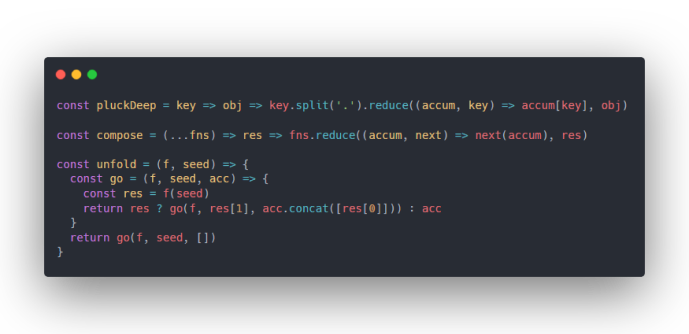 const pluckDeep = key => obj => key.split('.').reduce((accum, key) => accum[key], obj)
const compose = (...fns) => res => fns.reduce((accum, next) => next(accum), res)
const unfold = (f, seed) => {
  const go = (f, seed, acc) => {
    const res = f(seed)
    return res ? go(f, res[1], acc.concat([res[0]])) : acc
  }
  return go(f, seed, [])
}